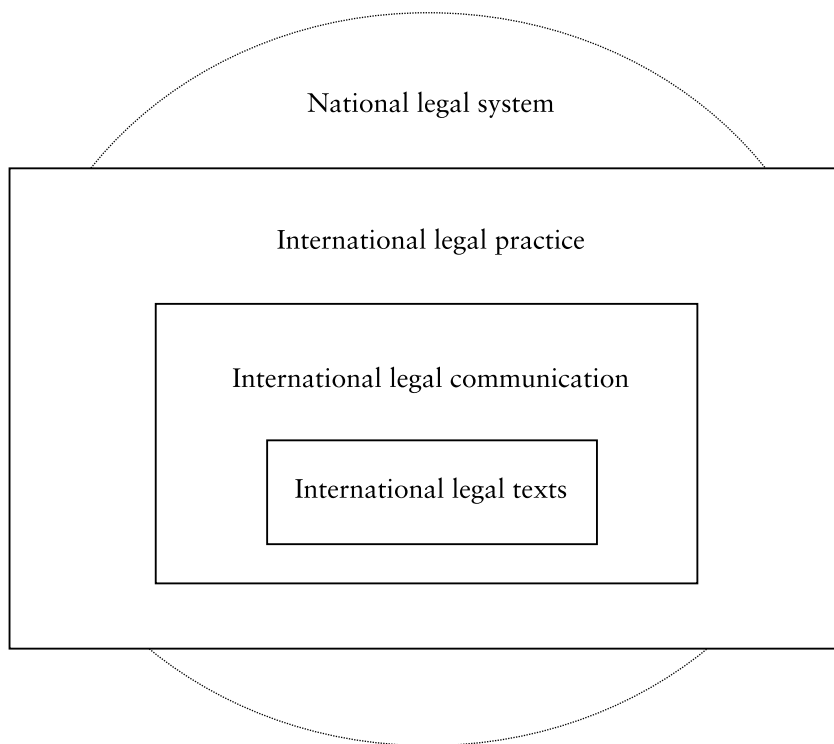 National legal system
International legal practice
International legal communication
International legal texts